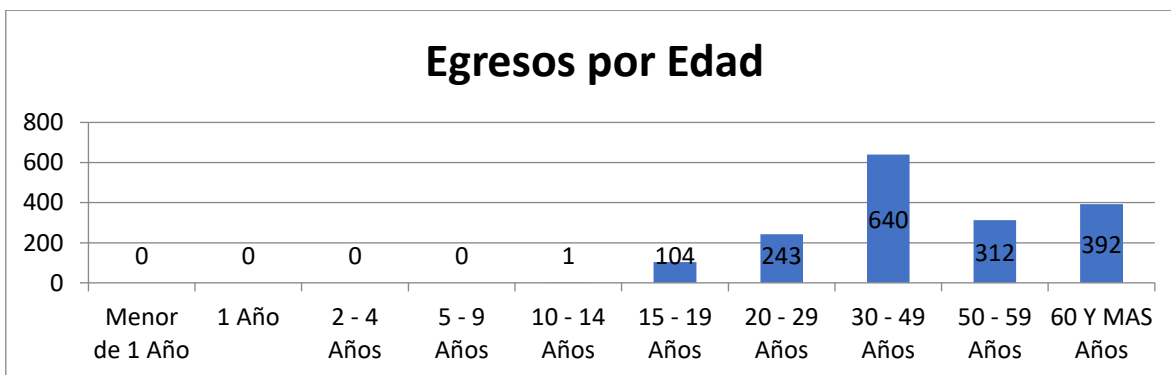 Egresos por Edad
800
600
400
200
0
0 0 0 0 1 104 243 640 312 392
Menor 1 Año 2 - 4 5 - 9 10 - 14 15 - 19 20 - 29 30 - 49 50 - 59 60 Y MAS
de 1 Año Años Años Años Años Años Años Años Años